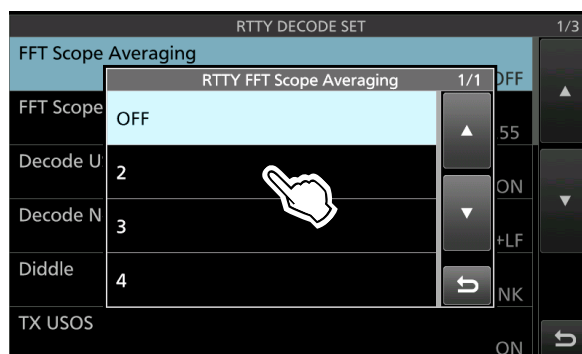 RTTY DECODE SET 1/3
FFT Scope Averaging
OFF
RTTY FFT Scope Averaging 1/1
OFF
2
3
4
FFT Scope
55
Decode U
ON
Decode N
+LF
Diddle
NK
TX USOS
ON